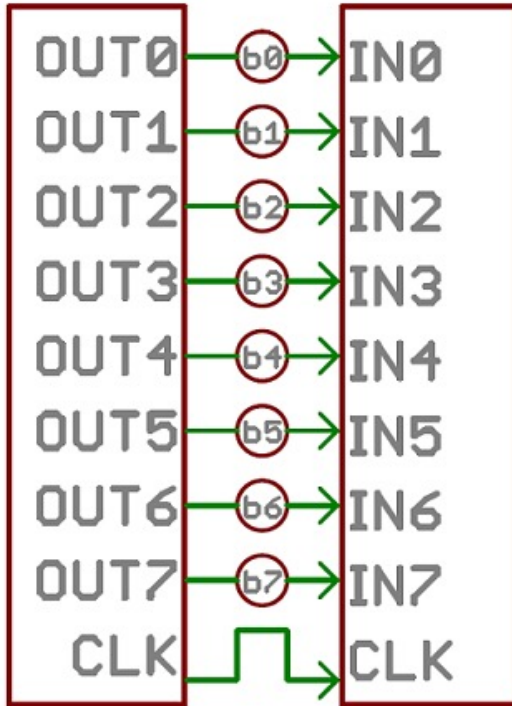 OUT0 b0 IN0
OUT1 b1 IN1
OUT2 b2 IN2
OUT3 b3 IN3
OUT4 b4 IN4
OUT5 b5 IN5
OUT6 b6 IN6
OUT7 b7 IN7
CLK CLK